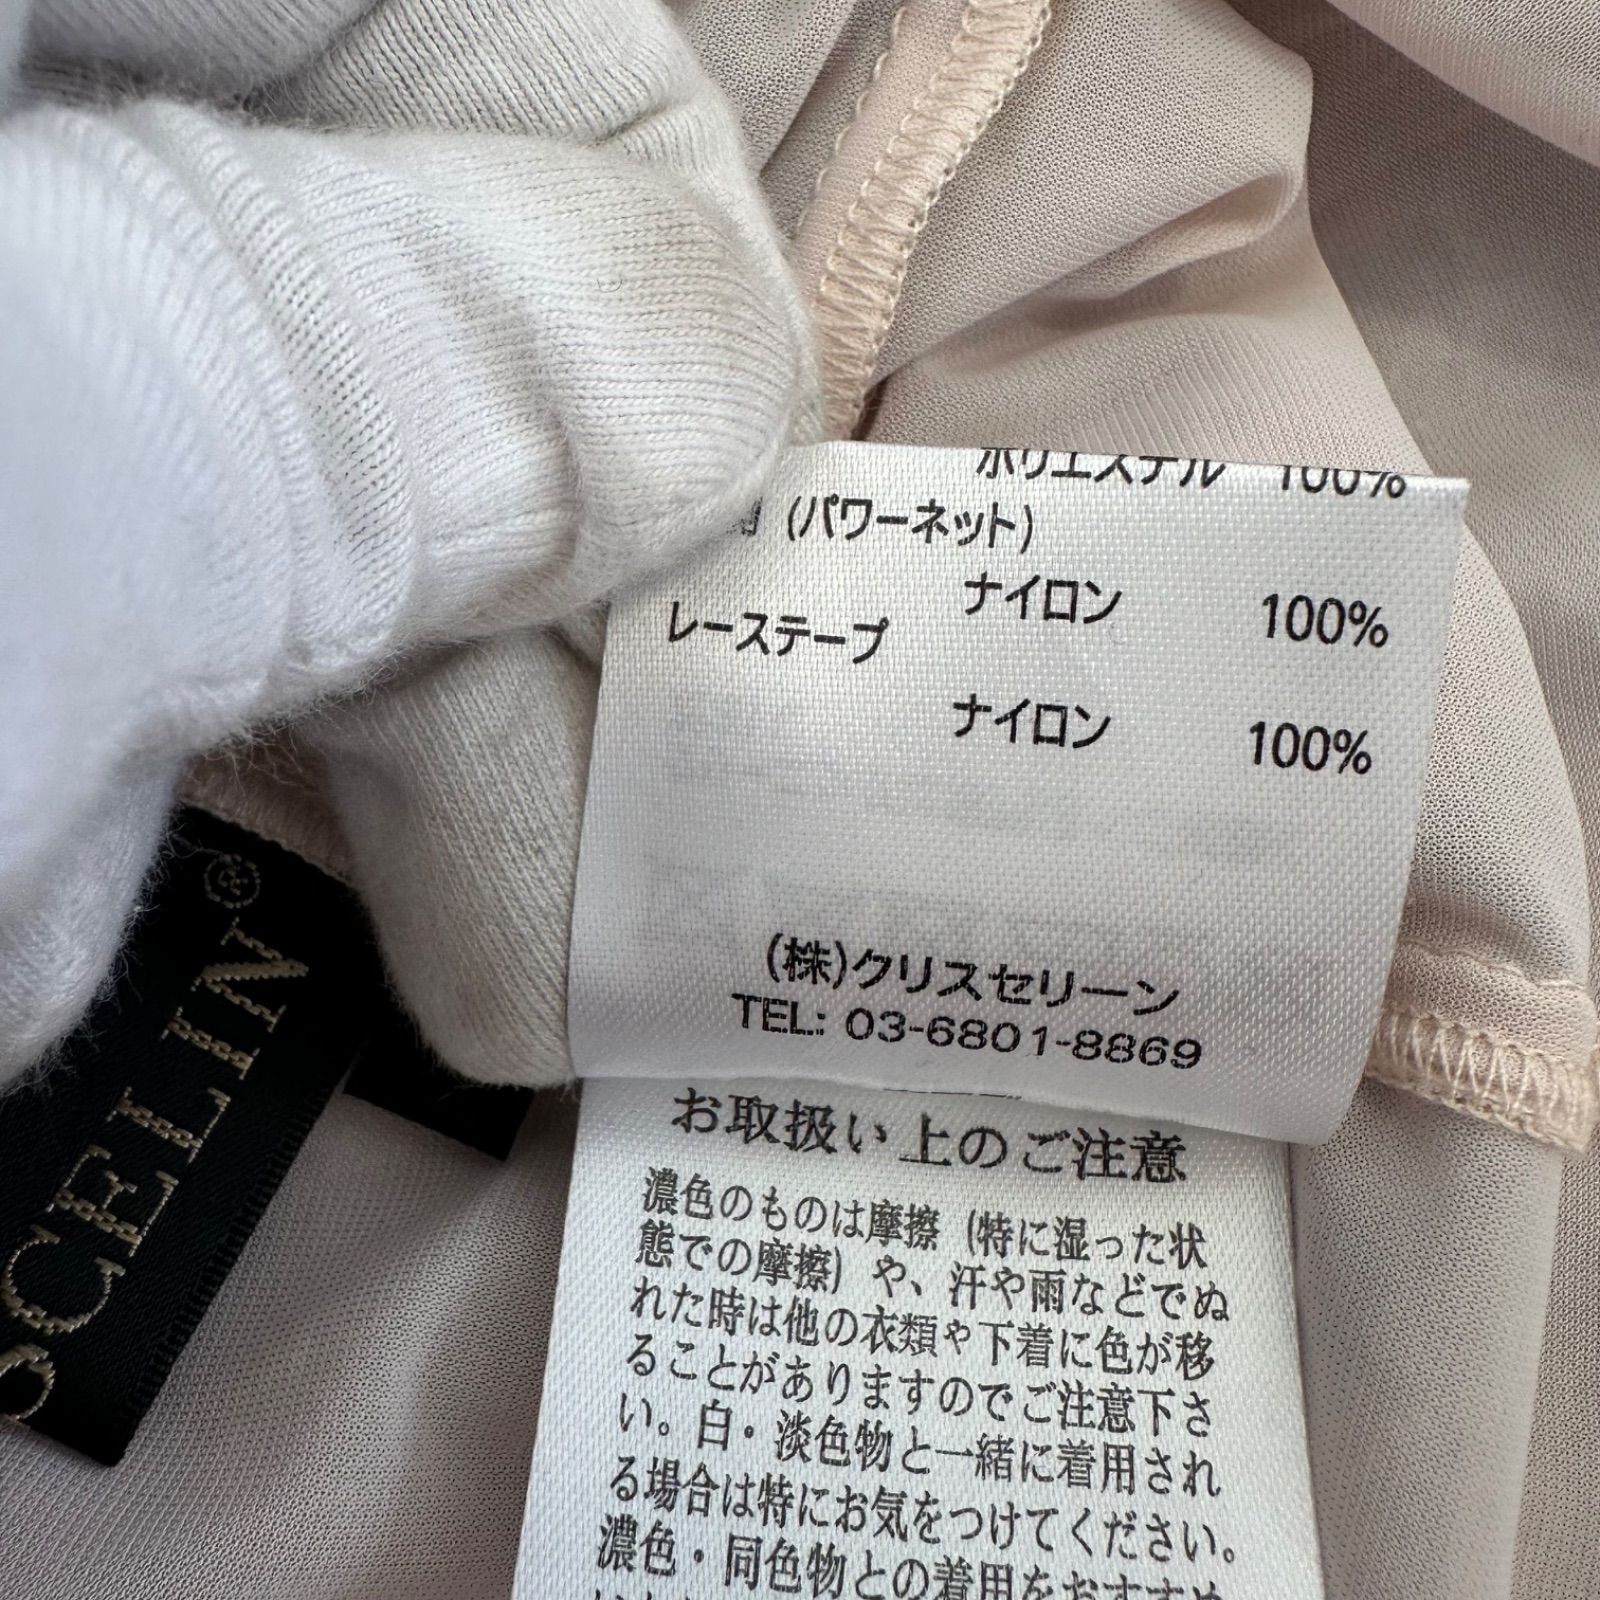 ポリエステル 100%
(パワーネット)
ナイロン 100%
レーステープ
ナイロン 100%
(株)クリスセリーン
TEL: 03-6801-8869
お取扱い上のご注意
濃色のものは摩擦 (特に湿った状
態での摩擦) や、汗や雨などでぬ
れた時は他の衣類や下着に色が移
ることがありますのでご注意下さ
い。白・淡色物と一緒に着用され
る場合は特にお気をつけてください。
濃色・同色物との着用をおすすめ
SCELIN®